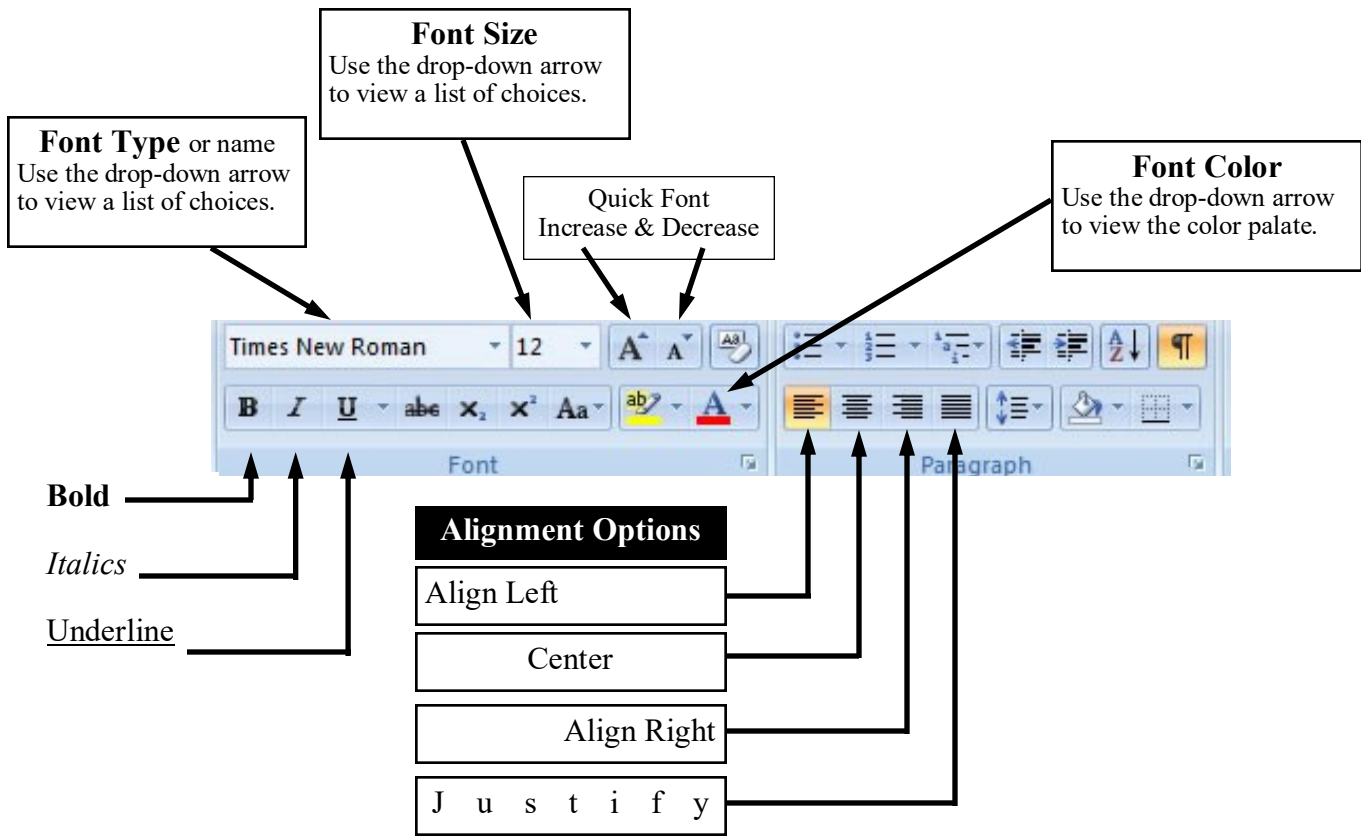 Font Size
Use the drop-down arrow
to view a list of choices.
Font Type or name
Use the drop-down arrow
to view a list of choices.
Quick Font
Increase & Decrease
Font Color
Use the drop-down arrow
to view the color palate.
Times New Roman 12 A A Aa
B I U abc x₂ x² Aa ab A
A
Z
Font
Paragraph
Bold
Italics
Underline
Alignment Options
Align Left
Center
Align Right
J u s t i f y